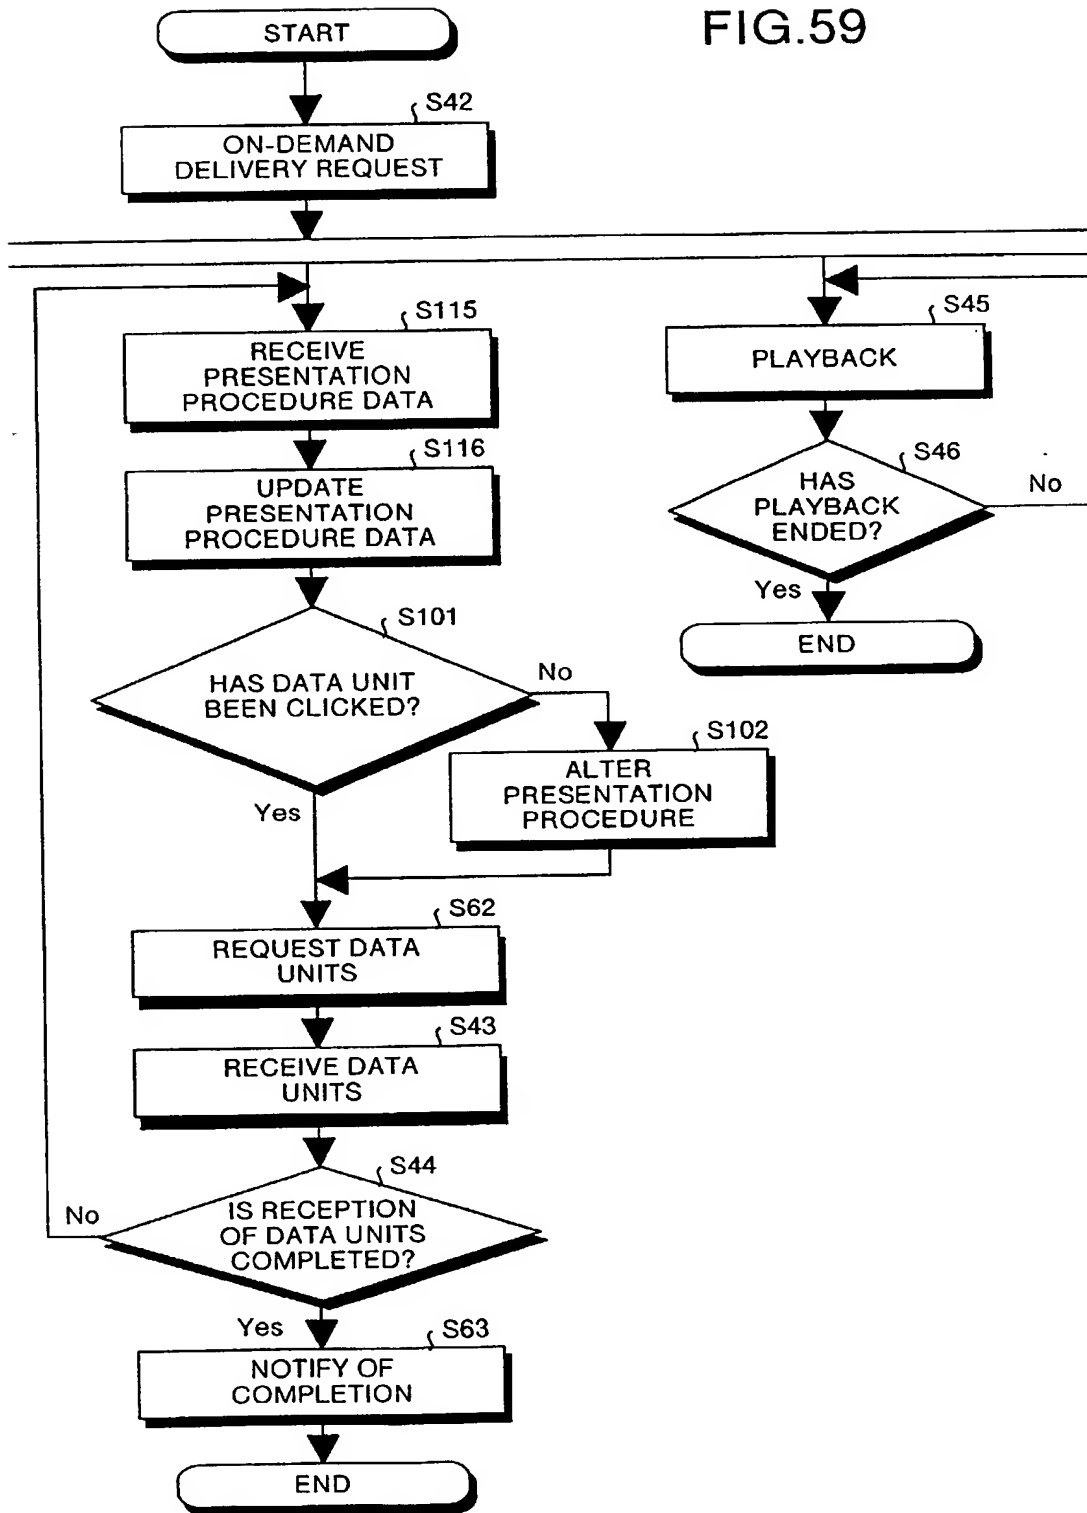 FIG.59
START
S42
ON-DEMAND
DELIVERY REQUEST
S115
RECEIVE
PRESENTATION
PROCEDURE DATA
S116
UPDATE
PRESENTATION
PROCEDURE DATA
S101
HAS DATA UNIT
BEEN CLICKED?
No
Yes
S102
ALTER
PRESENTATION
PROCEDURE
S62
REQUEST DATA
UNITS
S43
RECEIVE DATA
UNITS
S44
IS RECEPTION
OF DATA UNITS
COMPLETED?
No
Yes
S63
NOTIFY OF
COMPLETION
END
S45
PLAYBACK
S46
HAS
PLAYBACK
ENDED?
No
Yes
END